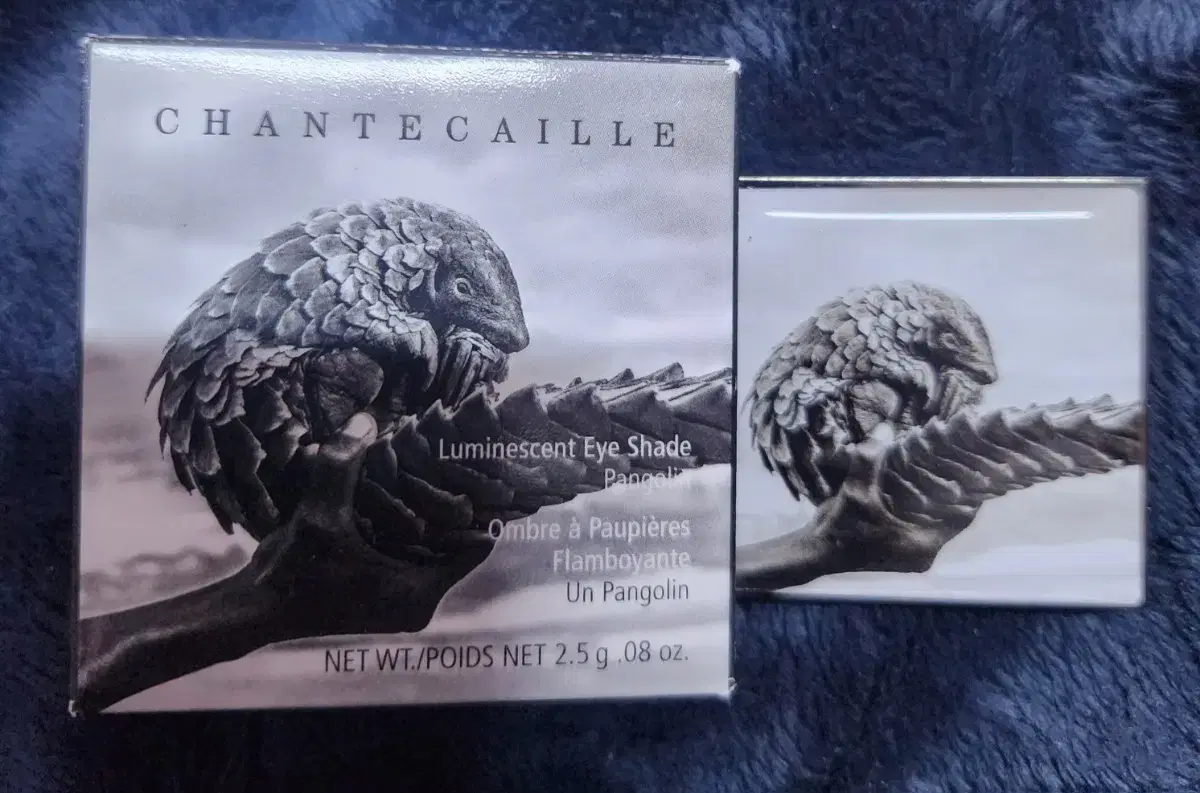 CHANTECAILLE
Luminescent Eye Shade
Pangolin
Ombre à Paupières
Flamboyante
Un Pangolin
NET WT./POIDS NET 2.5 g .08 oz.